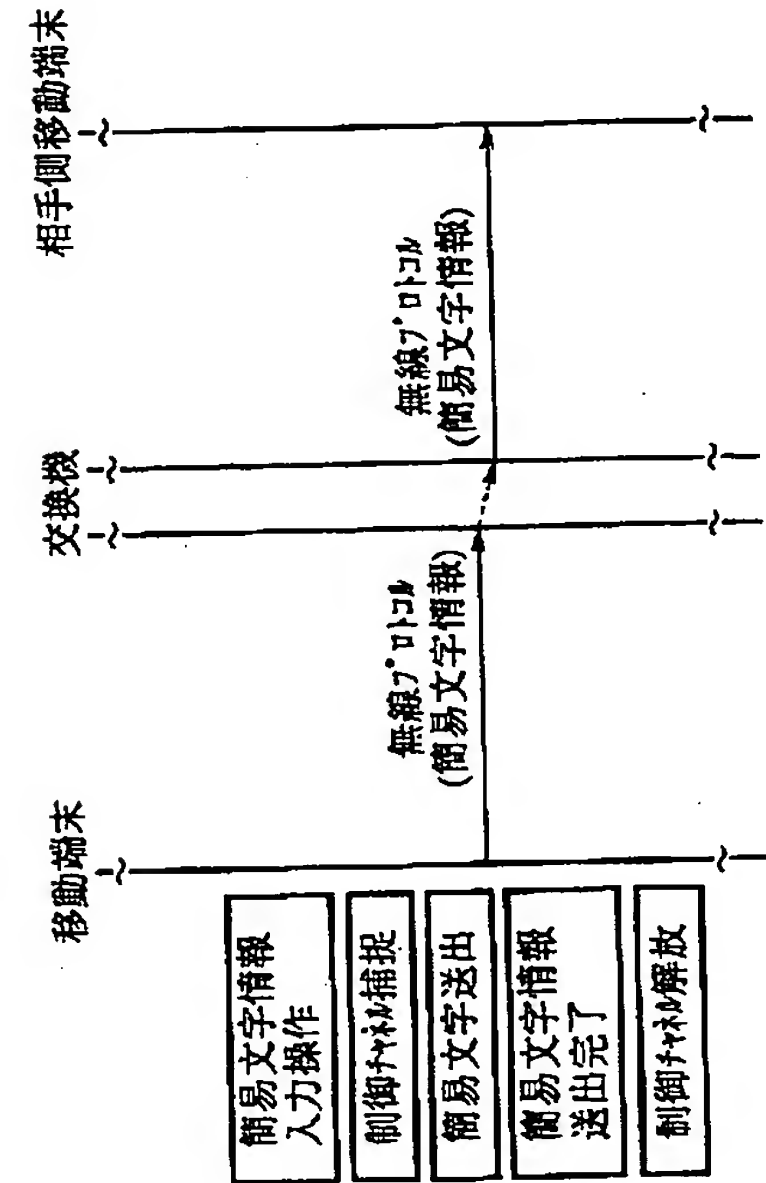 移動端末
交換機
相手側移動端末
簡易文字情報
入力操作
制御ﾁｬﾈﾙ捕捉
簡易文字送出
簡易文字情報
送出完了
制御ﾁｬﾈﾙ解放
無線ﾌﾟﾛﾄｺﾙ
(簡易文字情報)
無線ﾌﾟﾛﾄｺﾙ
(簡易文字情報)